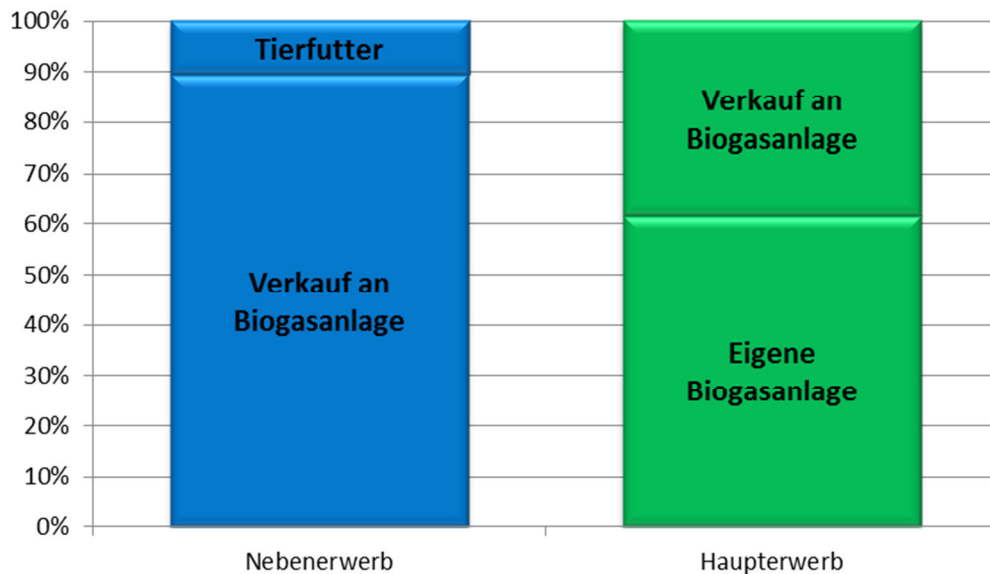 100%
90%
80%
70%
60%
50%
40%
30%
20%
10%
0%
Tierfutter
Verkauf an
Biogasanlage
Verkauf an
Biogasanlage
Eigene
Biogasanlage
Nebenerwerb
Haupterwerb